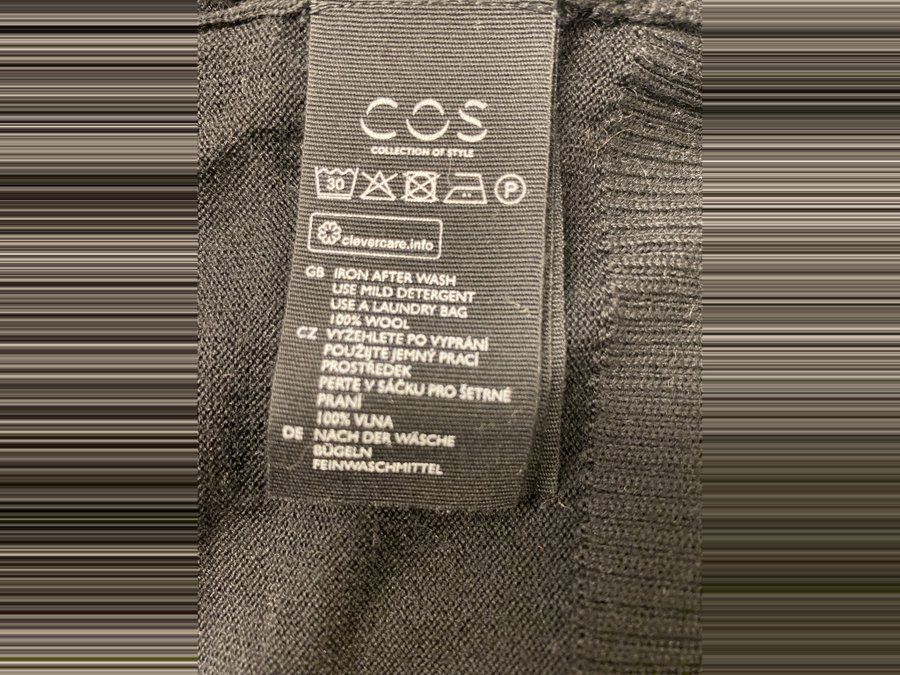 COS
COLLECTION OF STYLE
30 P
clevercare.info
GB IRON AFTER WASH
USE MILD DETERGENT
USE A LAUNDRY BAG
100% WOOL
CZ VYŽEHLETE PO VYPRÁNÍ
POUŽIJTE JEMNÝ PRACÍ
PROSTŘEDEK
PERTE V SÁČKU PRO ŠETRNÉ
PRANÍ
100% VLNA
DE NACH DER WÄSCHE
BÜGELN
FEINWASCHMITTEL